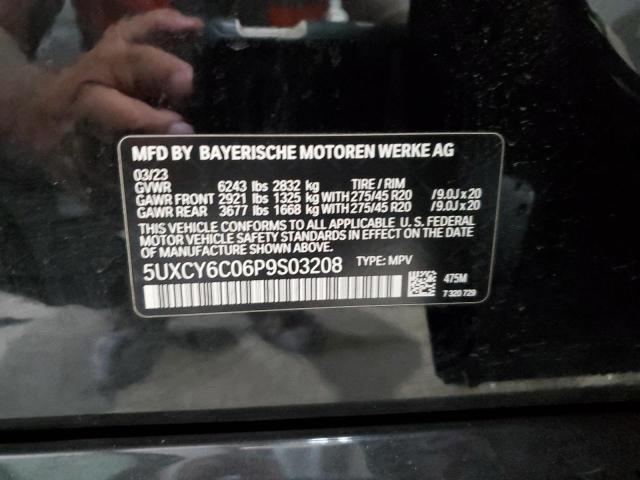 MFD BY BAYERISCHE MOTOREN WERKE AG
03/23
GVWR 6243 lbs 2832 kg TIRE / RIM
GAWR FRONT 2921 lbs 1325 kg WITH 275/45 R20 /9.0J x 20
GAWR REAR 3677 lbs 1668 kg WITH 275/45 R20 /9.0J x 20
THIS VEHICLE CONFORMS TO ALL APPLICABLE U. S. FEDERAL
MOTOR VEHICLE SAFETY STANDARDS IN EFFECT ON THE DATE
OF MANUFACTURE SHOWN ABOVE.
5UXCY6C06P9S03208 TYPE: MPV
475M
7 320 729